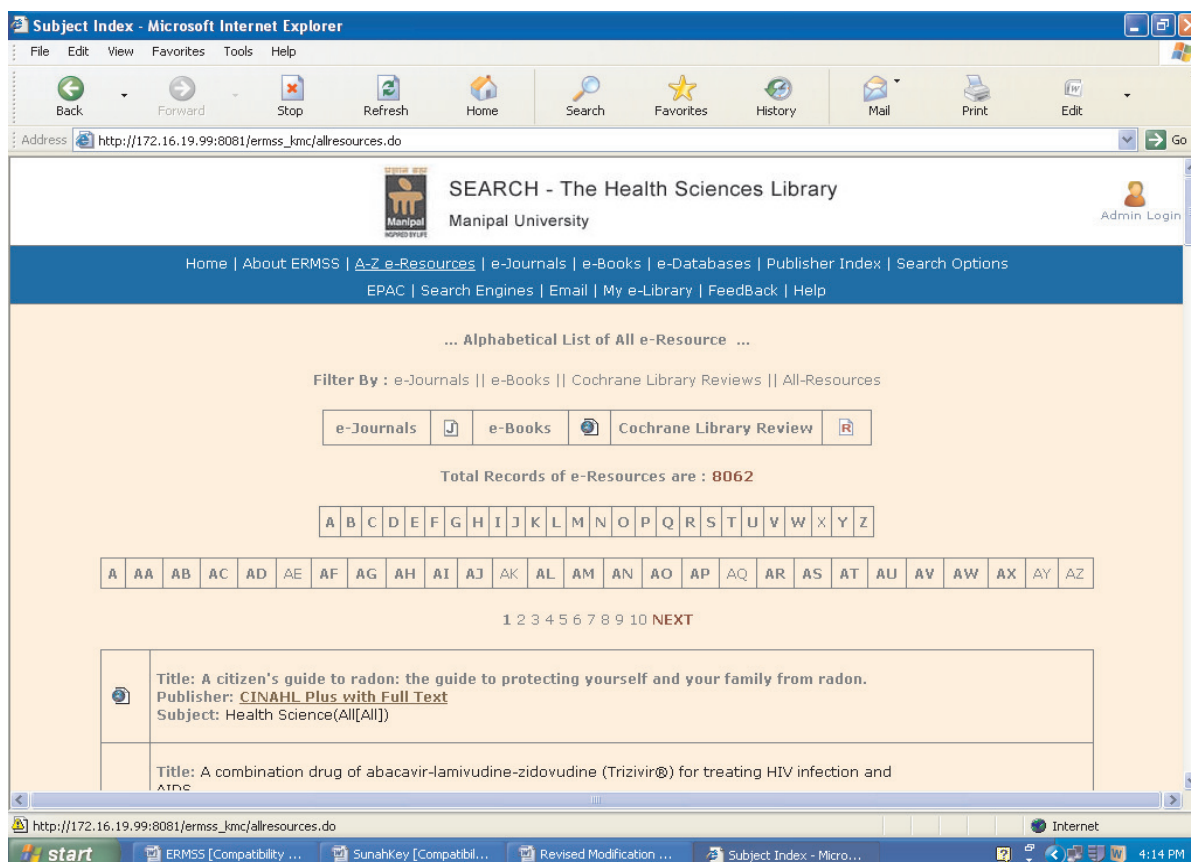 Subject Index - Microsoft Internet Explorer
File Edit View Favorites Tools Help
Back Forward Stop Refresh Home Search Favorites History Mail Print Edit
Address http://172.16.19.99:8081/ermss_kmc/allresources.do Go
Manipal
INSPIRED BY LIFE
SEARCH - The Health Sciences Library
Manipal University
Admin Login
Home | About ERMSS | A-Z e-Resources | e-Journals | e-Books | e-Databases | Publisher Index | Search Options
EPAC | Search Engines | Email | My e-Library | FeedBack | Help
... Alphabetical List of All e-Resource ...
Filter By : e-Journals || e-Books || Cochrane Library Reviews || All-Resources
e-Journals J e-Books Cochrane Library Review R
Total Records of e-Resources are : 8062
A B C D E F G H I J K L M N O P Q R S T U V W X Y Z
A AA AB AC AD AE AF AG AH AI AJ AK AL AM AN AO AP AQ AR AS AT AU AV AW AX AY AZ
1 2 3 4 5 6 7 8 9 10 NEXT
Title: A citizen's guide to radon: the guide to protecting yourself and your family from radon.
Publisher: CINAHL Plus with Full Text
Subject: Health Science(All[All])
Title: A combination drug of abacavir-lamivudine-zidovudine (Trizivir®) for treating HIV infection and
AIDS
http://172.16.19.99:8081/ermss_kmc/allresources.do Internet
start ERMSS [Compatibility ... SunahKey [Compatibil... Revised Modification ... Subject Index - Micro... 4:14 PM